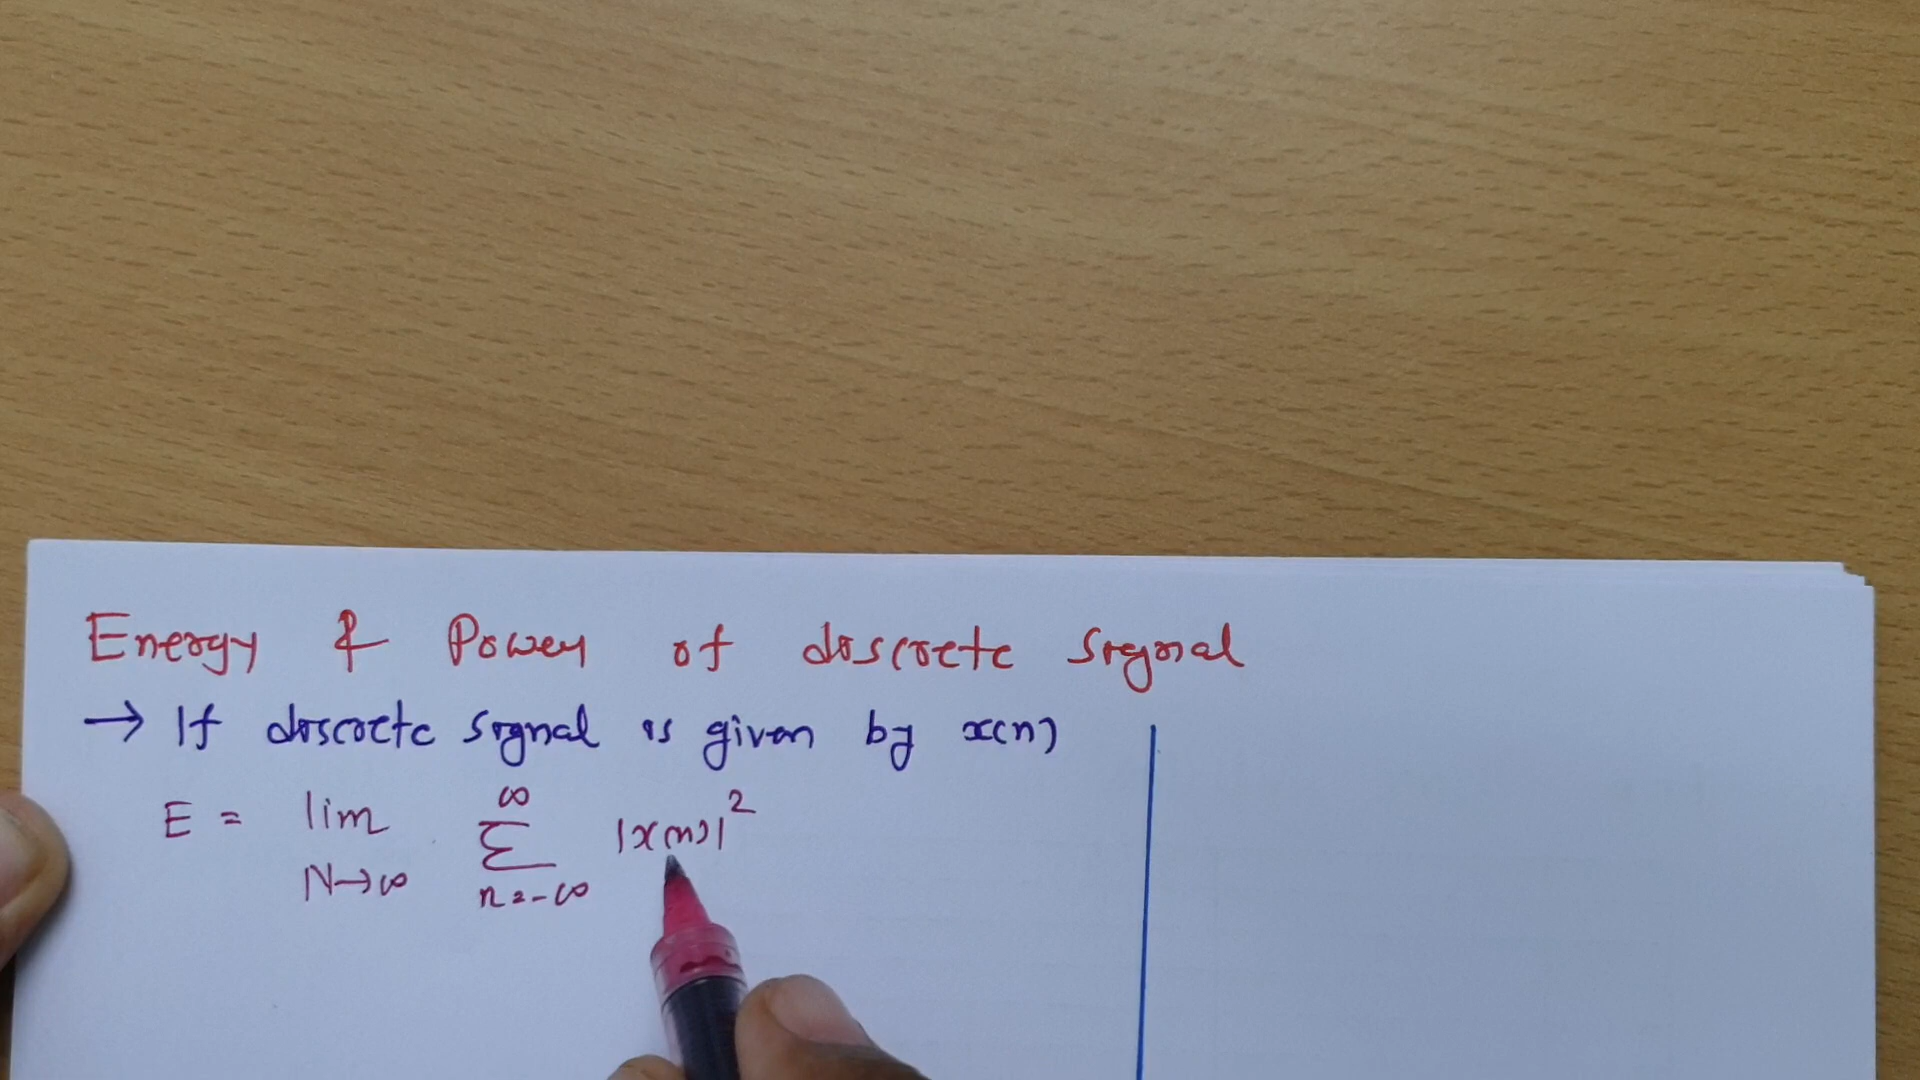 Energy & Power of discrete signal
→ If discrete signal is given by x(n)
E = lim N→∞ ∞ Σ n=-∞ |x(n)|²